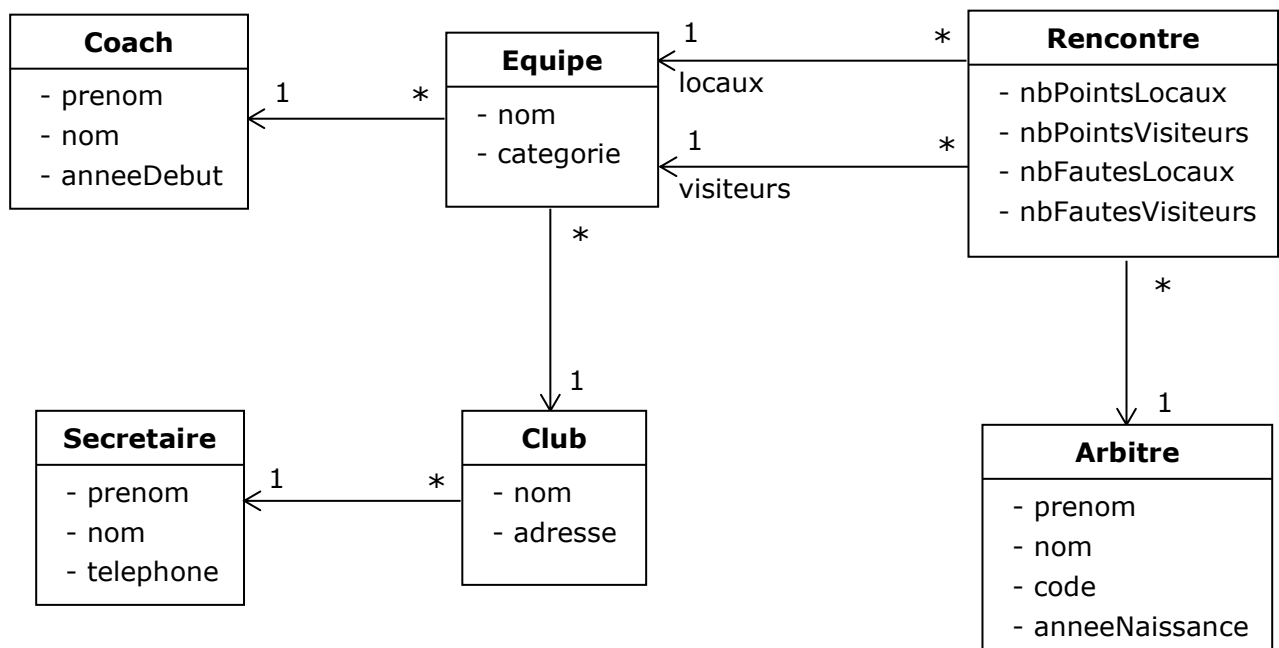 Coach
- prenom
- nom
- anneeDebut
1
*
Equipe
- nom
- categorie
1
*
locaux
1
*
visiteurs
Rencontre
- nbPointsLocaux
- nbPointsVisiteurs
- nbFautesLocaux
- nbFautesVisiteurs
*
1
*
1
Secretaire
- prenom
- nom
- telephone
1
*
Club
- nom
- adresse
Arbitre
- prenom
- nom
- code
- anneeNaissance